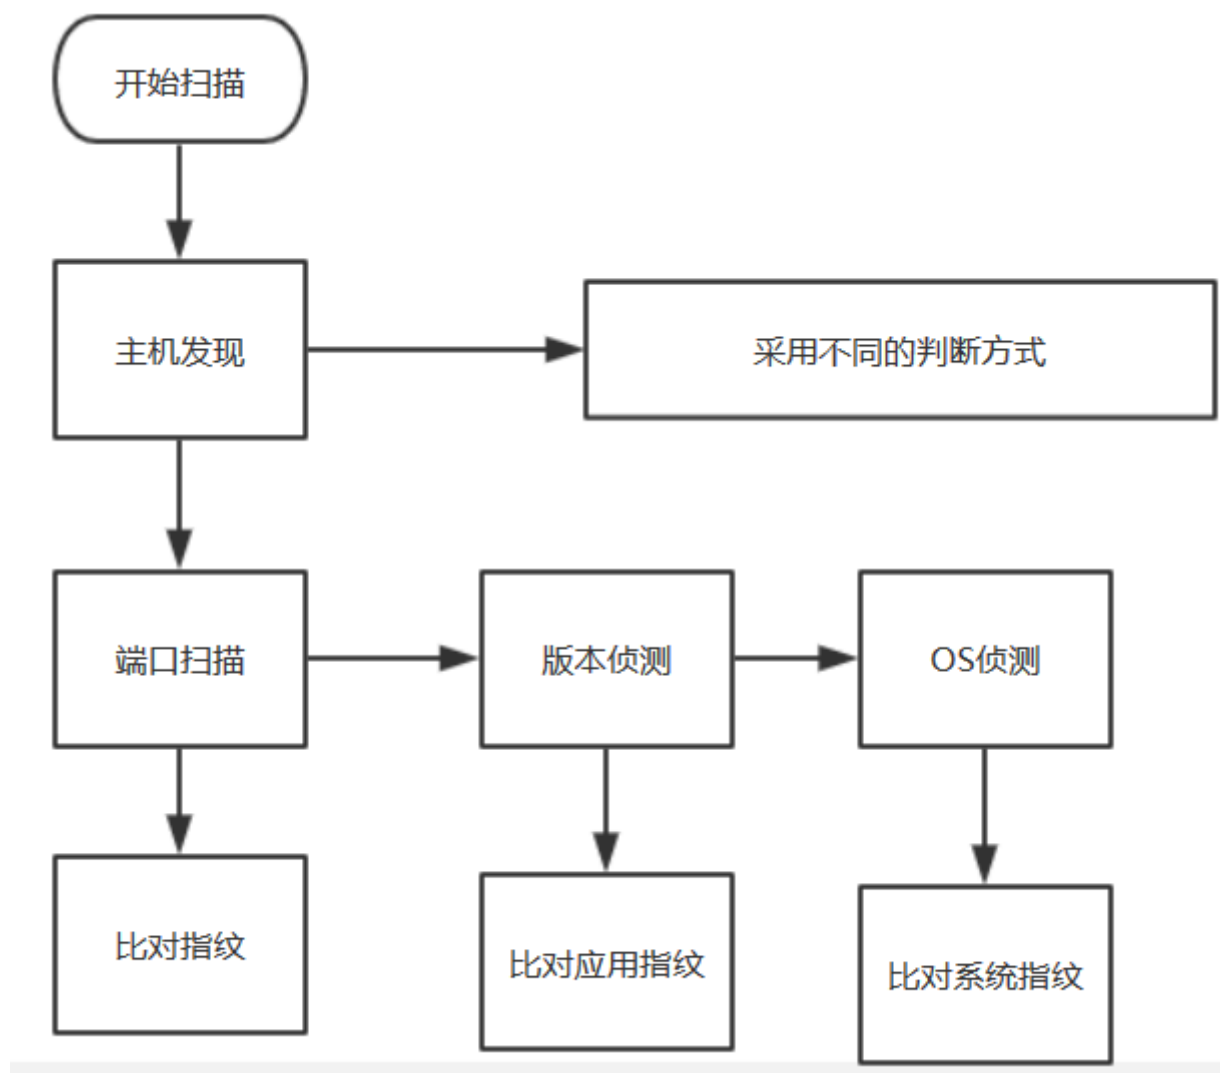 开始扫描
主机发现
采用不同的判断方式
端口扫描
版本侦测
OS侦测
比对指纹
比对应用指纹
比对系统指纹